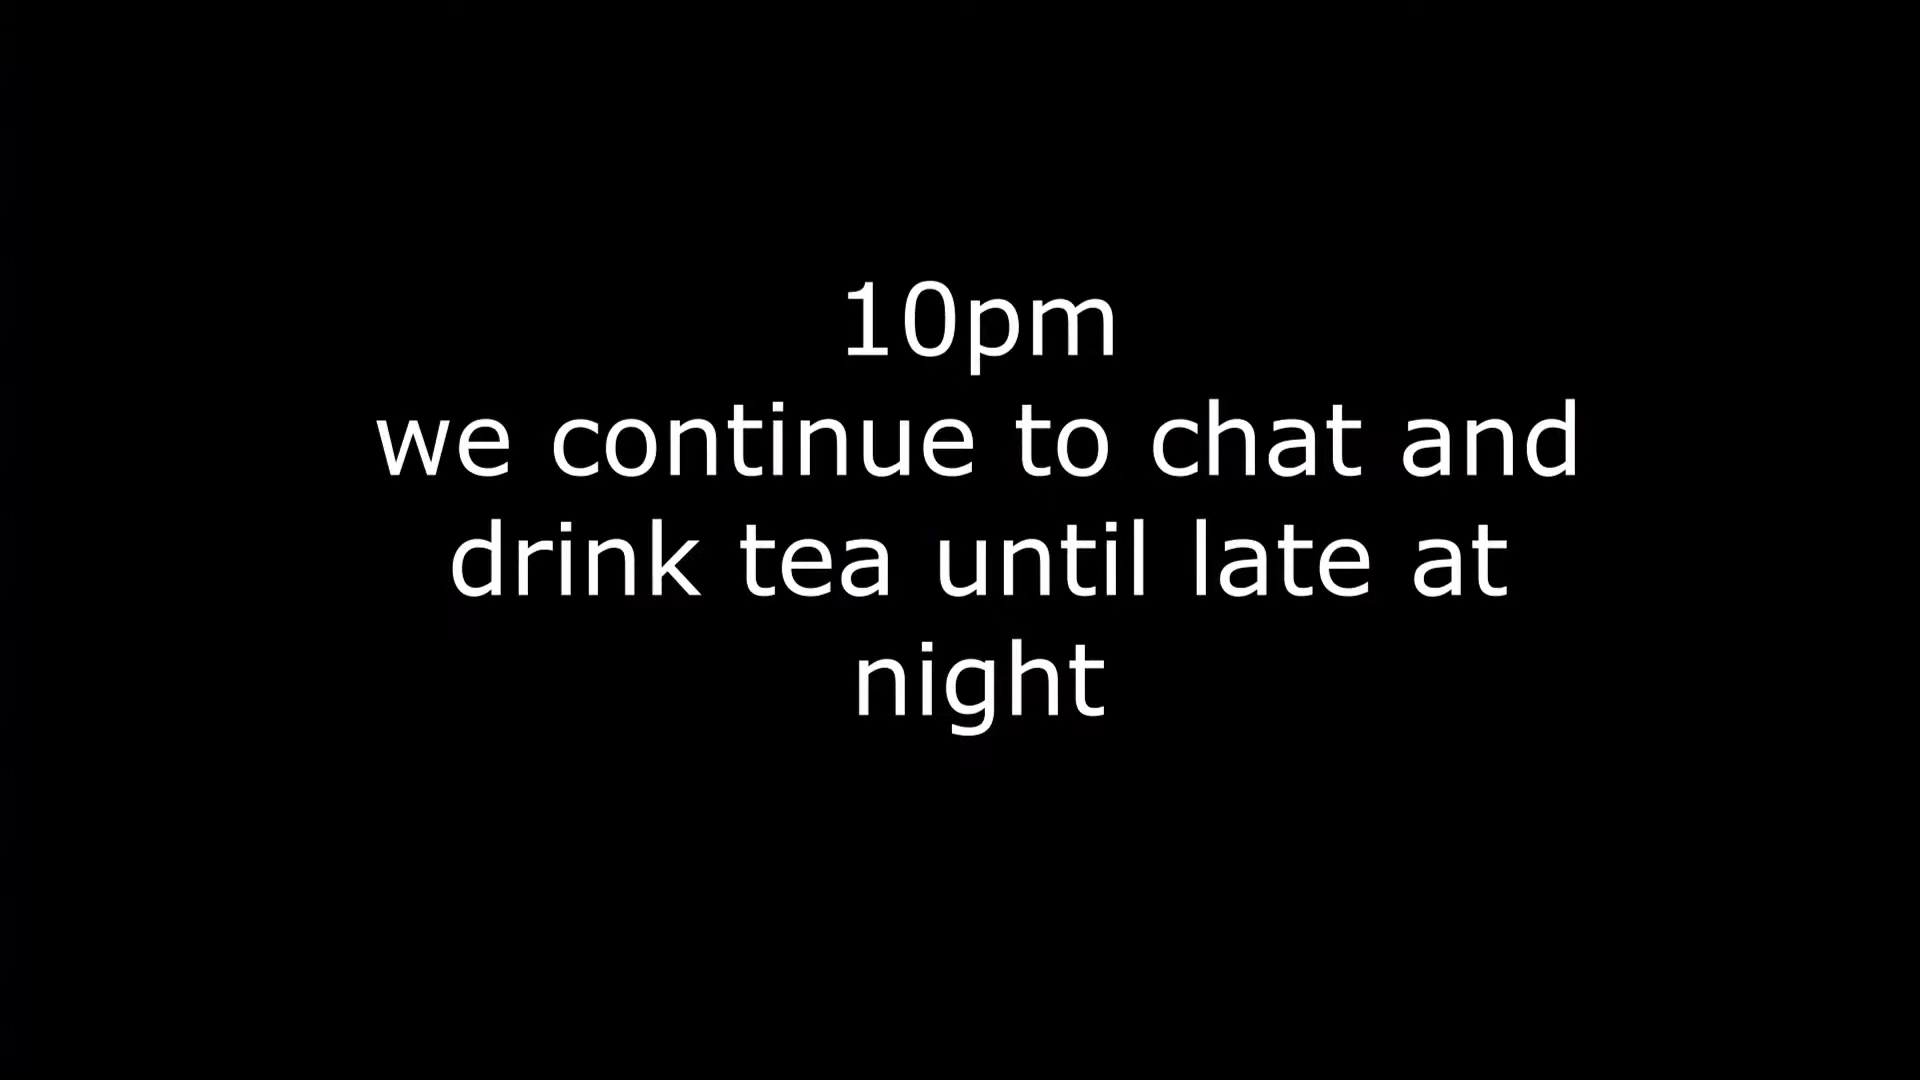 10pm
we continue to chat and
drink tea until late at
night